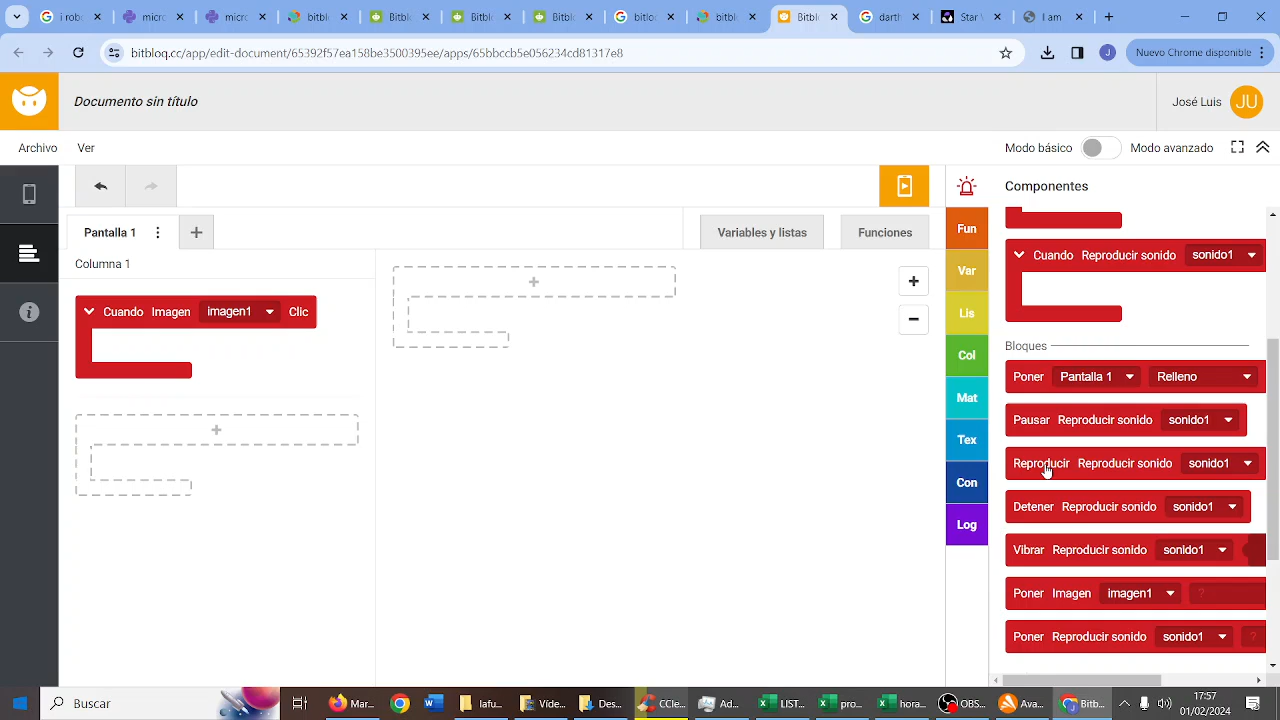 bitbloq.cc/app/edit-document/65392f57ea158be3500395ee/apps/65bbccb5e056234cd81317e8
J
Nuevo Chrome disponible
Documento sin título
José Luis JU
Archivo Ver
Modo básico Modo avanzado
Componentes
Pantalla 1
Variables y listas Funciones
Columna 1
Cuando Imagen imagen1 Clic
Fun
Var
Lis
Col
Mat
Tex
Con
Log
Cuando Reproducir sonido sonido1
Bloques
Poner Pantalla 1 Relleno
Pausar Reproducir sonido sonido1
Reproducir Reproducir sonido sonido1
Detener Reproducir sonido sonido1
Vibrar Reproducir sonido sonido1
Poner Imagen imagen1 ?
Poner Reproducir sonido sonido1 ?
Buscar
OBS...
Ava...
Bitb...
17:57
01/02/2024